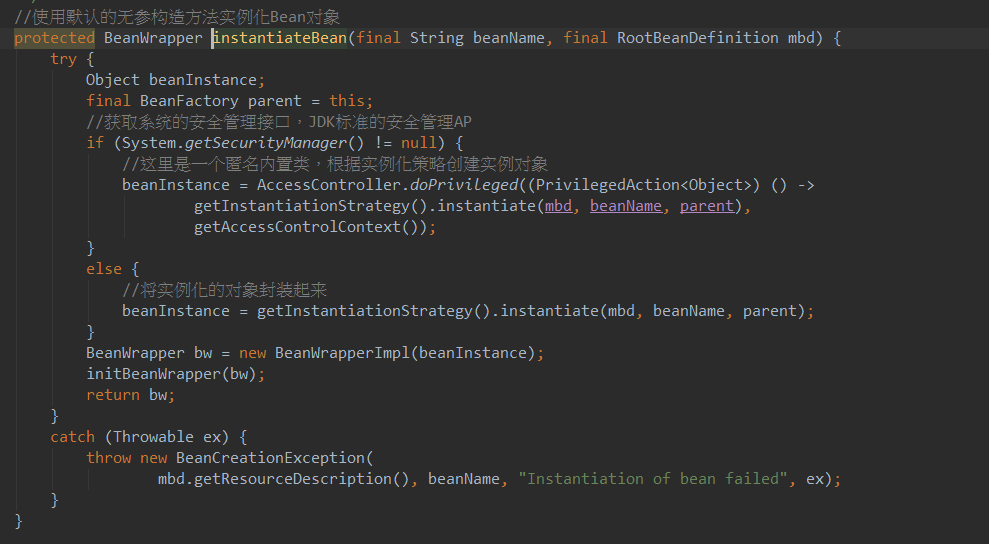 //使用默认的无参构造方法实例化Bean对象
protected BeanWrapper instantiateBean(final String beanName, final RootBeanDefinition mbd) {
try {
Object beanInstance;
final BeanFactory parent = this;
//获取系统的安全管理接口，JDK标准的安全管理AP
if (System.getSecurityManager() != null) {
//这里是一个匿名内置类，根据实例化策略创建实例对象
beanInstance = AccessController.doPrivileged((PrivilegedAction<Object>) () ->
getInstantiationStrategy().instantiate(mbd, beanName, parent),
getAccessControlContext());
}
else {
//将实例化的对象封装起来
beanInstance = getInstantiationStrategy().instantiate(mbd, beanName, parent);
}
BeanWrapper bw = new BeanWrapperImpl(beanInstance);
initBeanWrapper(bw);
return bw;
}
catch (Throwable ex) {
throw new BeanCreationException(
mbd.getResourceDescription(), beanName, "Instantiation of bean failed", ex);
}
}